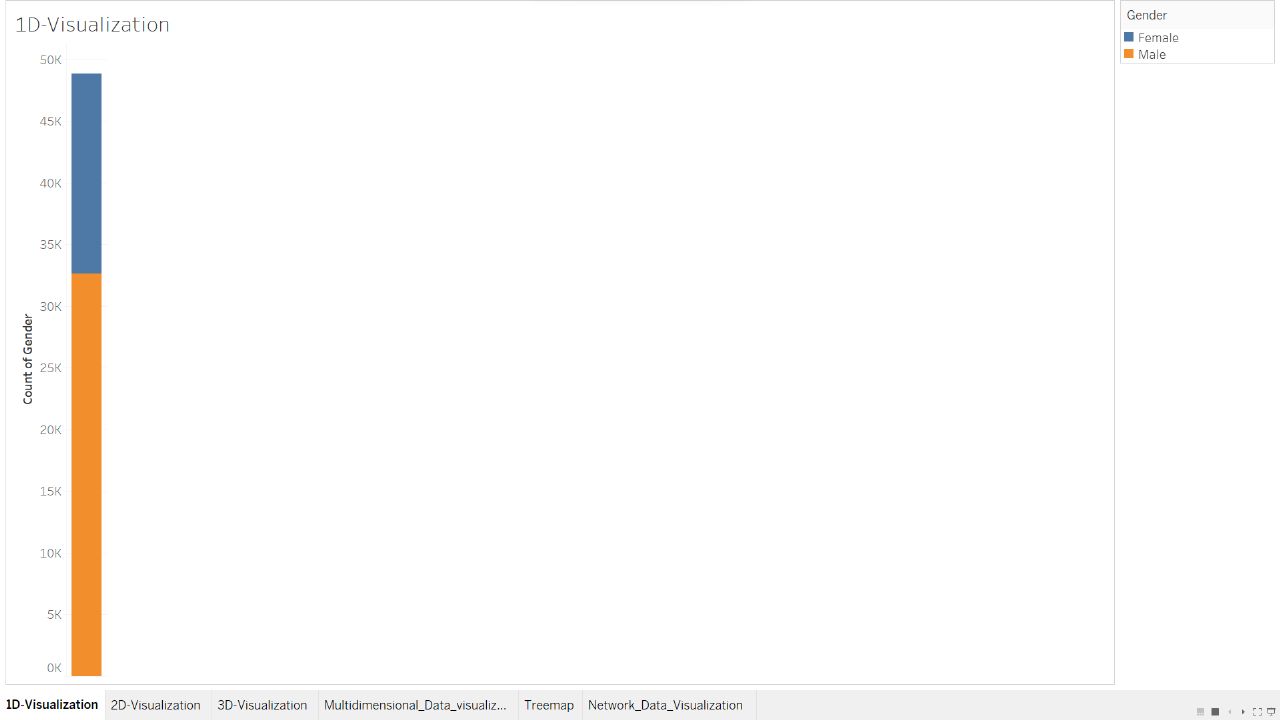 1D-Visualization
Gender
Female
Male
50K
45K
40K
35K
30K
25K
20K
15K
10K
5K
0K
Count of Gender
1D-Visualization 2D-Visualization 3D-Visualization Multidimensional_Data_visualiz... Treemap Network_Data_Visualization